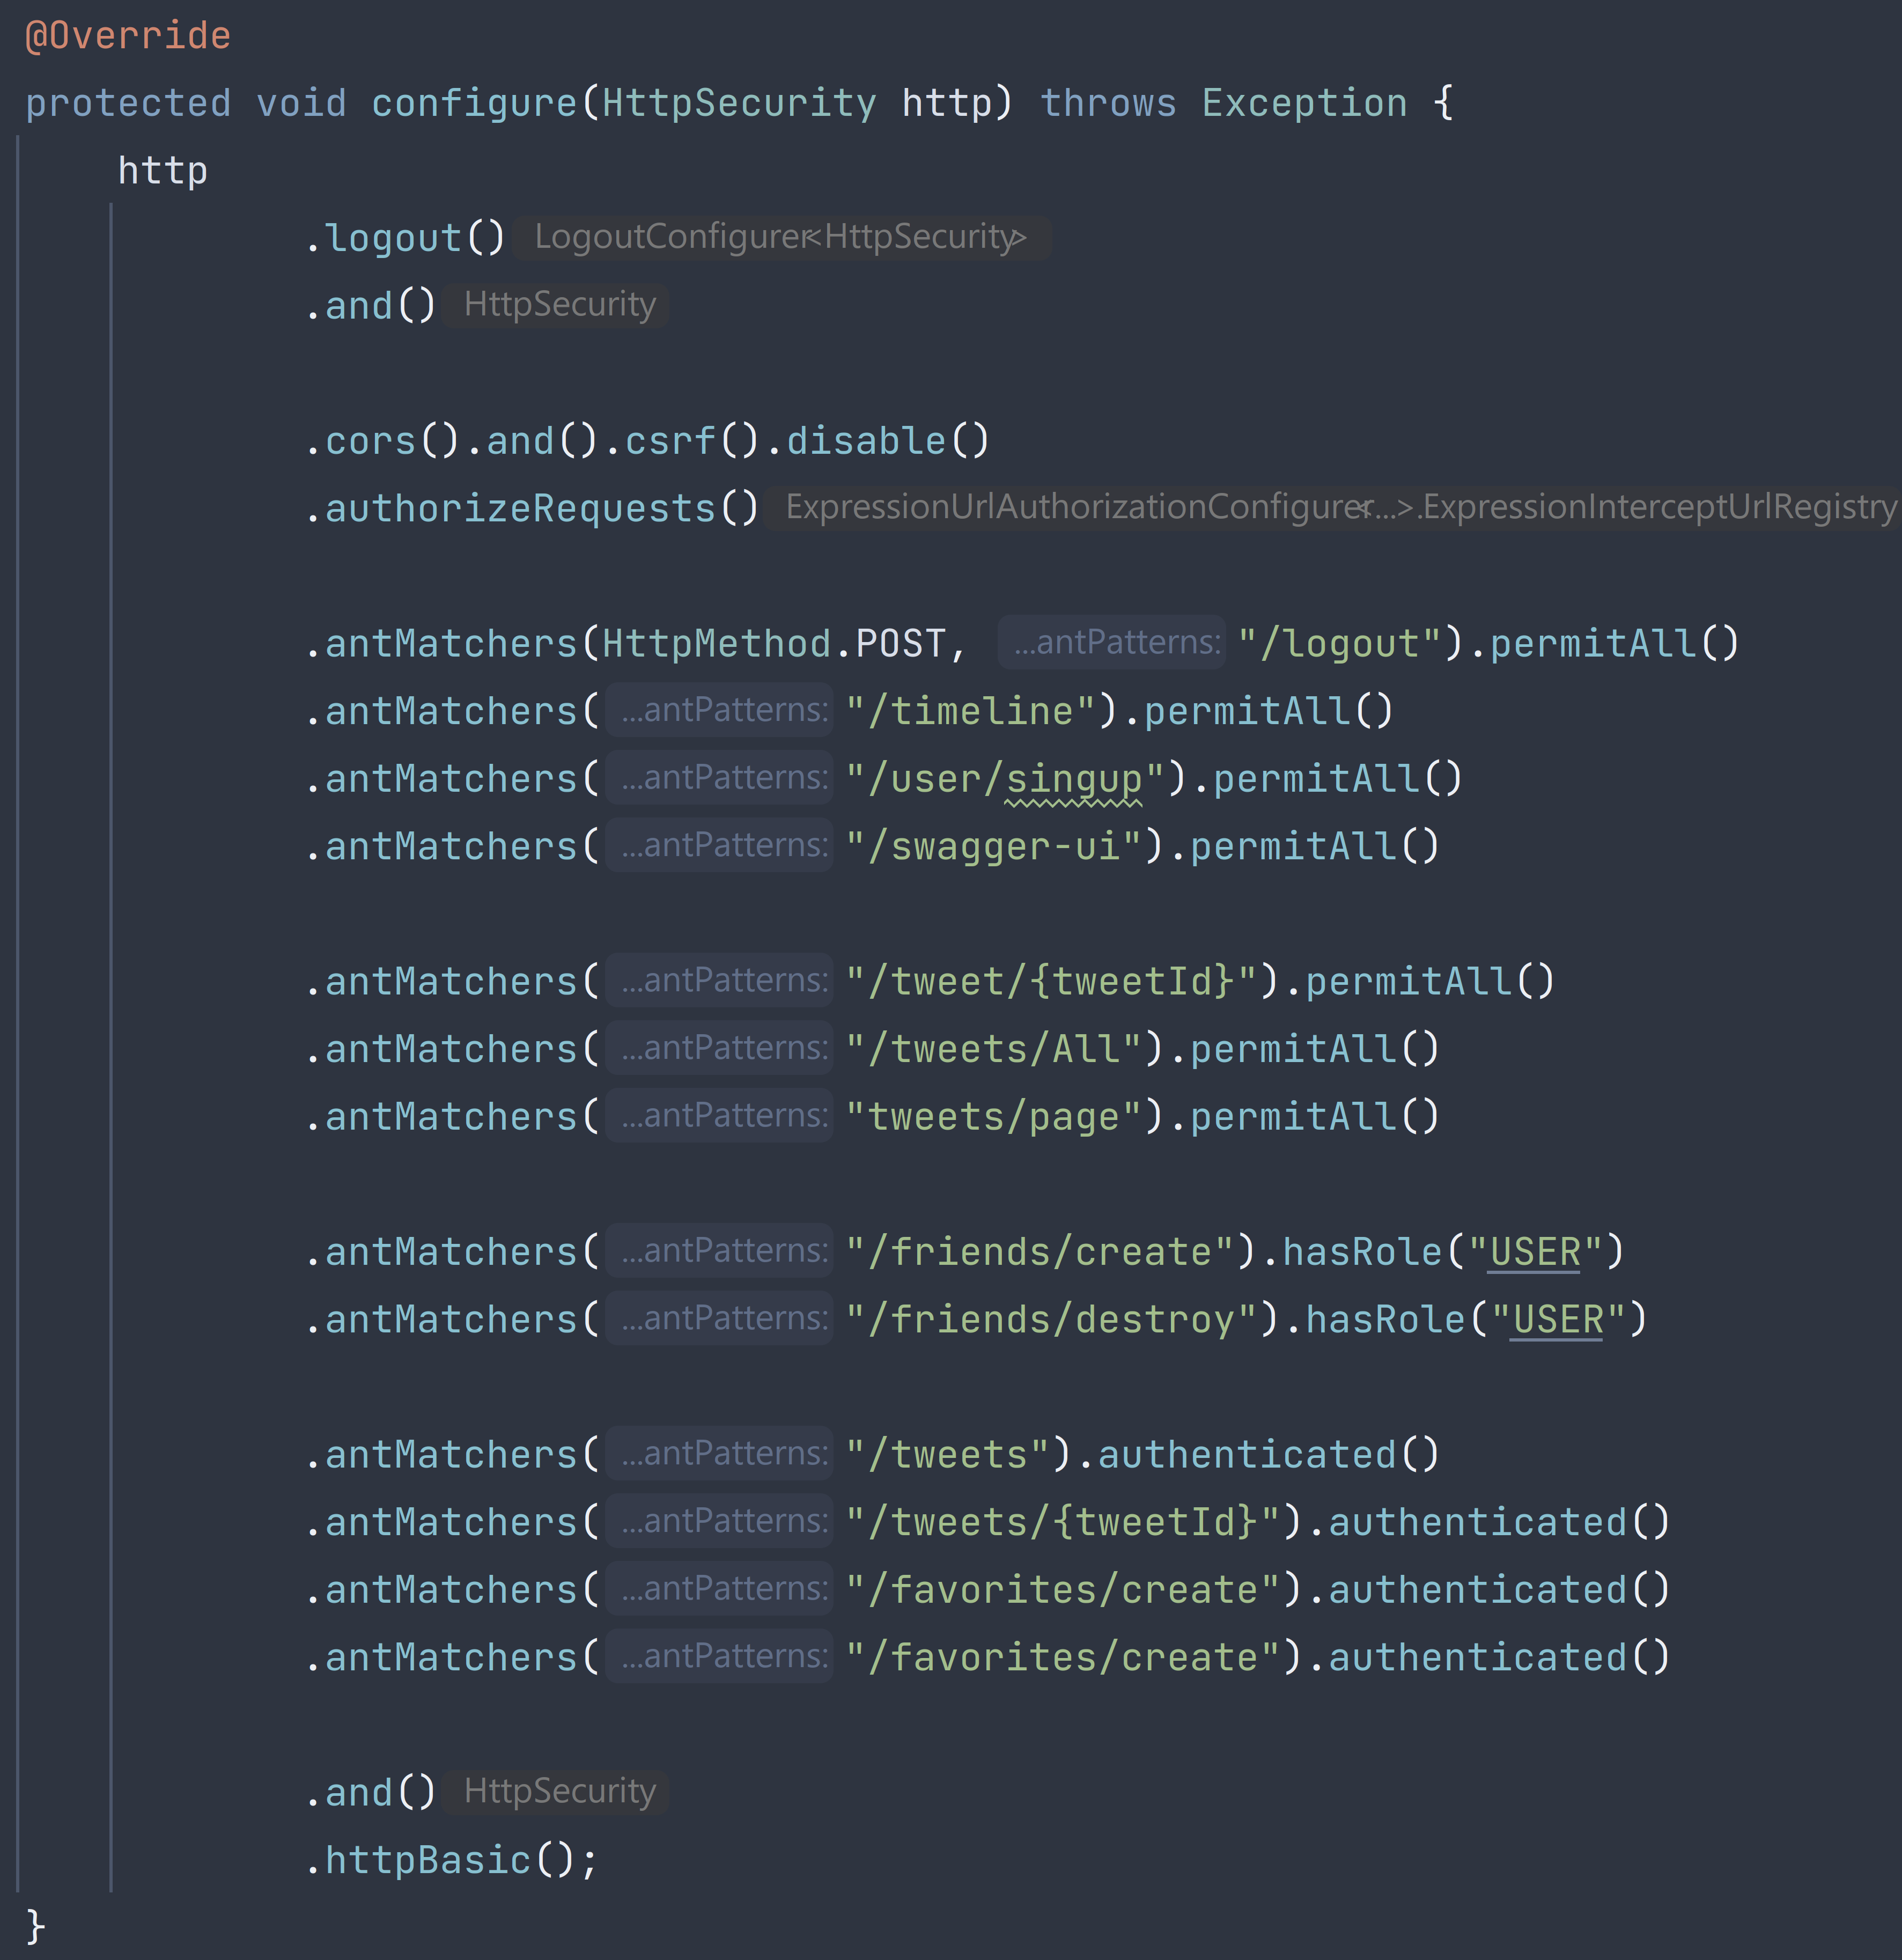 @Override
protected void configure(HttpSecurity http) throws Exception {
http
.logout() LogoutConfigurer<HttpSecurity>
.and() HttpSecurity
.cors().and().csrf().disable()
.authorizeRequests() ExpressionUrlAuthorizationConfigurer<...>.ExpressionInterceptUrlRegistry
.antMatchers(HttpMethod.POST, ...antPatterns: "/logout").permitAll()
.antMatchers( ...antPatterns: "/timeline").permitAll()
.antMatchers( ...antPatterns: "/user/singup").permitAll()
.antMatchers( ...antPatterns: "/swagger-ui").permitAll()
.antMatchers( ...antPatterns: "/tweet/{tweetId}").permitAll()
.antMatchers( ...antPatterns: "/tweets/All").permitAll()
.antMatchers( ...antPatterns: "tweets/page").permitAll()
.antMatchers( ...antPatterns: "/friends/create").hasRole("USER")
.antMatchers( ...antPatterns: "/friends/destroy").hasRole("USER")
.antMatchers( ...antPatterns: "/tweets").authenticated()
.antMatchers( ...antPatterns: "/tweets/{tweetId}").authenticated()
.antMatchers( ...antPatterns: "/favorites/create").authenticated()
.antMatchers( ...antPatterns: "/favorites/create").authenticated()
.and() HttpSecurity
.httpBasic();
}